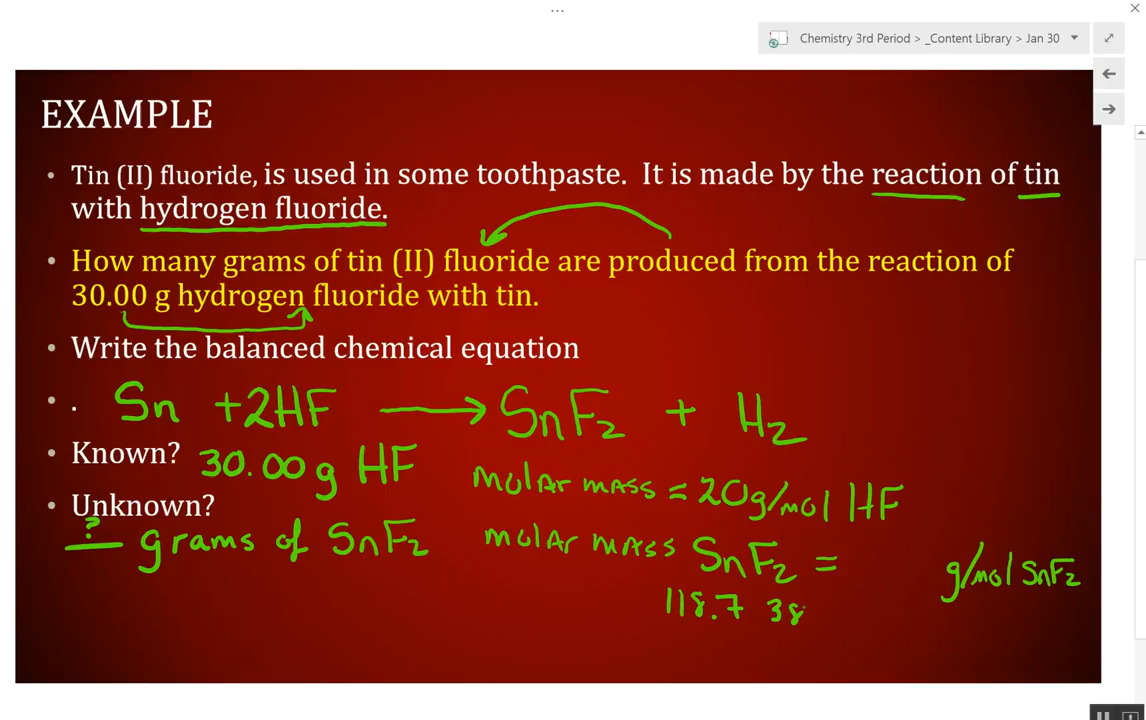 ...
Chemistry 3rd Period > _Content Library > Jan 30
EXAMPLE
• Tin (II) fluoride, is used in some toothpaste. It is made by the reaction of tin
with hydrogen fluoride.
• How many grams of tin (II) fluoride are produced from the reaction of
30.00 g hydrogen fluoride with tin.
• Write the balanced chemical equation
• . Sn + 2HF → SnF₂ + H₂
• Known? 30.00 g HF
molar mass = 20g/mol HF
• Unknown?
? grams of SnF₂
molar mass SnF₂ = g/mol SnF₂
118.7 38